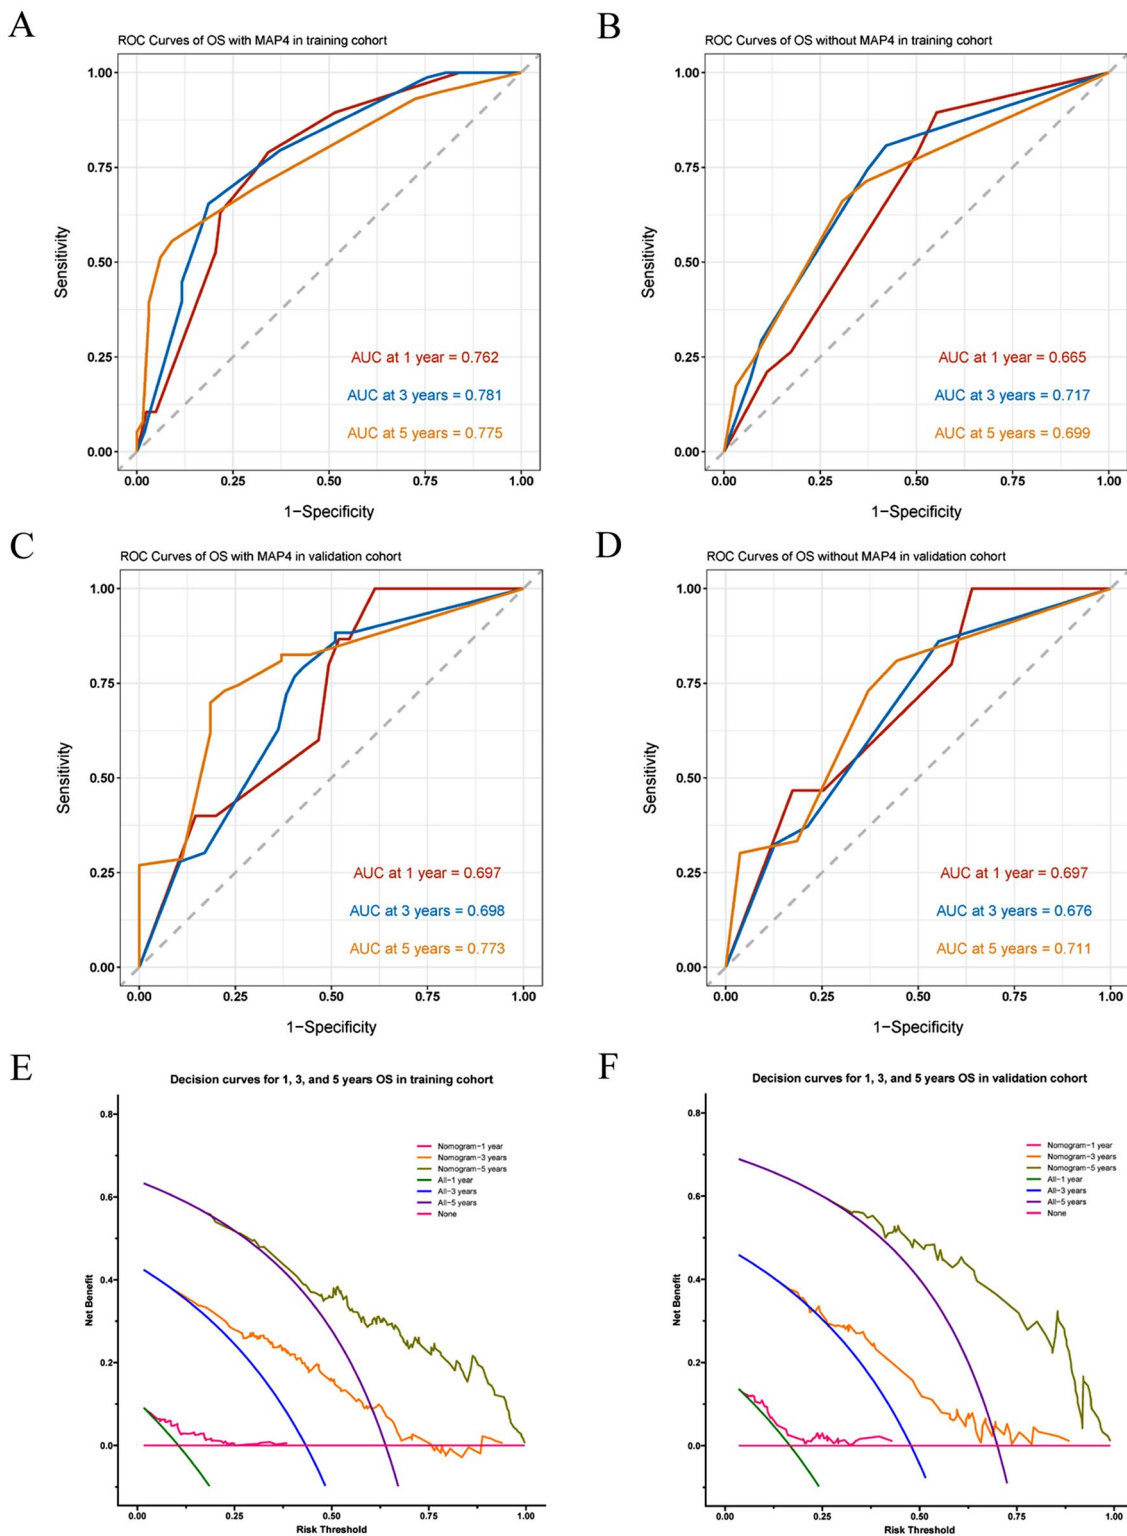 A
ROC Curves of OS with MAP4 in training cohort
1.00
0.75
0.50
0.25
0.00
Sensitivity
AUC at 1 year = 0.762
AUC at 3 years = 0.781
AUC at 5 years = 0.775
0.00 0.25 0.50 0.75 1.00
1−Specificity
B
ROC Curves of OS without MAP4 in training cohort
1.00
0.75
0.50
0.25
0.00
Sensitivity
AUC at 1 year = 0.665
AUC at 3 years = 0.717
AUC at 5 years = 0.699
0.00 0.25 0.50 0.75 1.00
1−Specificity
C
ROC Curves of OS with MAP4 in validation cohort
1.00
0.75
0.50
0.25
0.00
Sensitivity
AUC at 1 year = 0.697
AUC at 3 years = 0.698
AUC at 5 years = 0.773
0.00 0.25 0.50 0.75 1.00
1−Specificity
D
ROC Curves of OS without MAP4 in validation cohort
1.00
0.75
0.50
0.25
0.00
Sensitivity
AUC at 1 year = 0.697
AUC at 3 years = 0.676
AUC at 5 years = 0.711
0.00 0.25 0.50 0.75 1.00
1−Specificity
E
Decision curves for 1, 3, and 5 years OS in training cohort
0.8
0.6
0.4
0.2
0.0
Net Benefit
Nomogram−1 year
Nomogram−3 years
Nomogram−5 years
All−1 year
All−3 years
All−5 years
None
0.00 0.25 0.50 0.75 1.00
Risk Threshold
F
Decision curves for 1, 3, and 5 years OS in validation cohort
0.8
0.6
0.4
0.2
0.0
Net Benefit
Nomogram−1 year
Nomogram−3 years
Nomogram−5 years
All−1 year
All−3 years
All−5 years
None
0.00 0.25 0.50 0.75 1.00
Risk Threshold